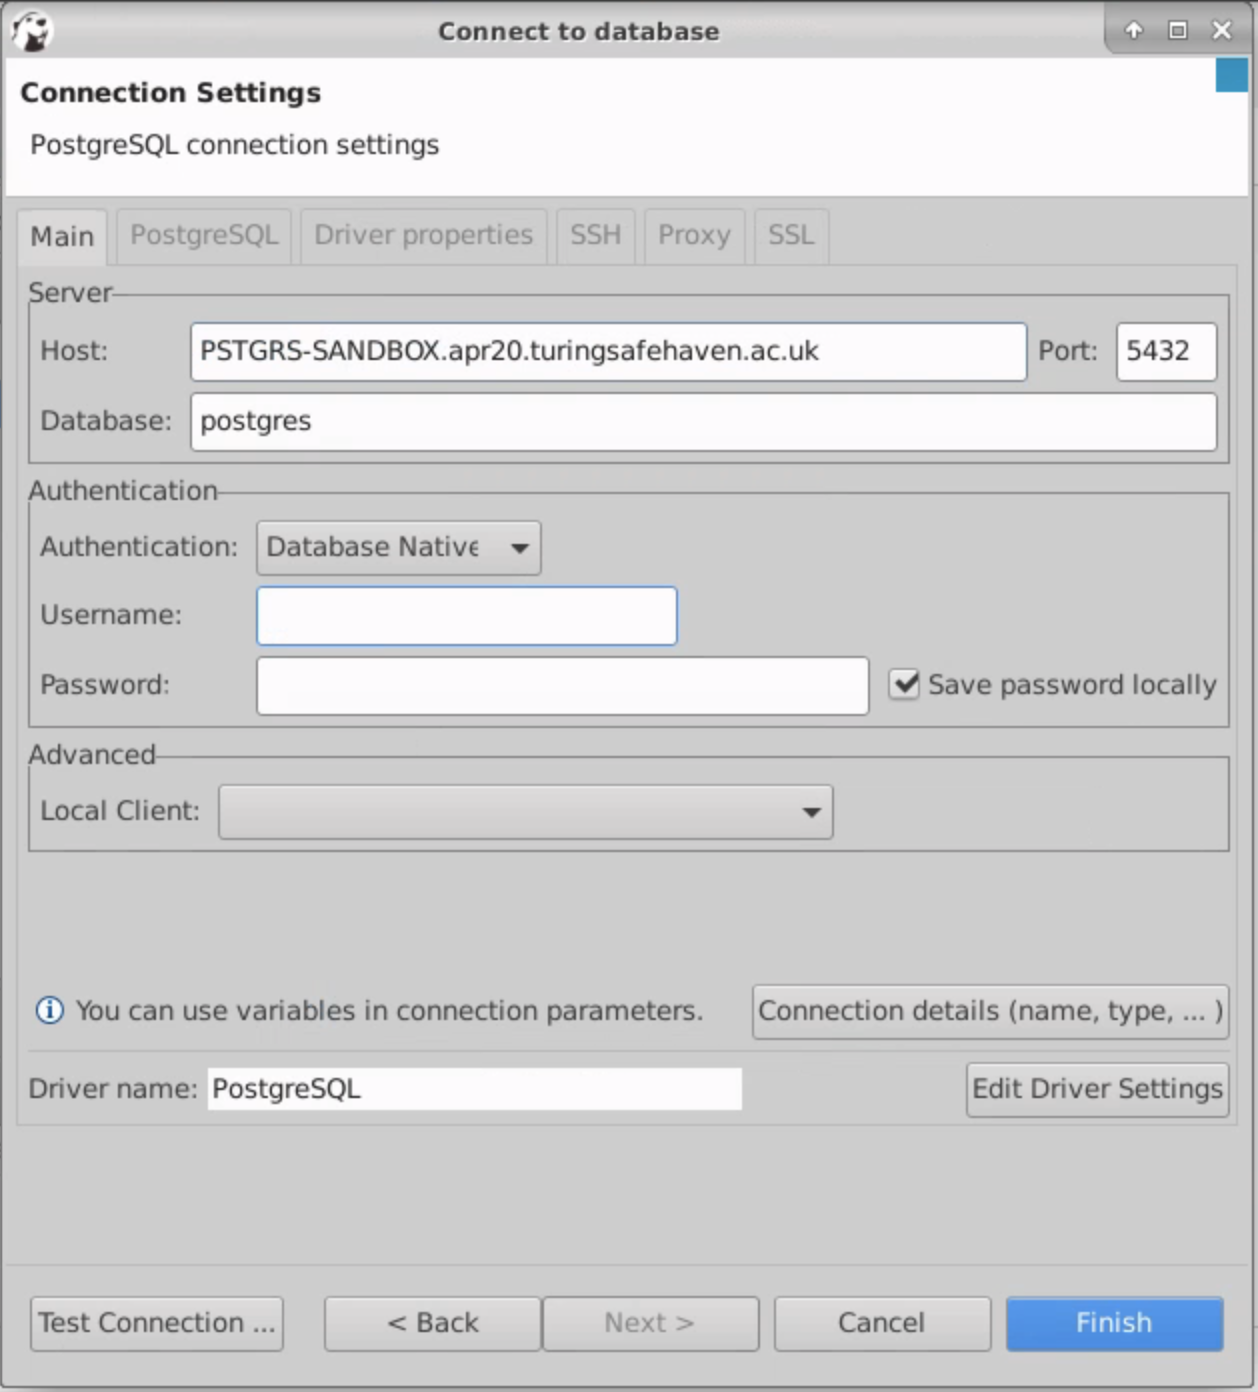 Connect to database
Connection Settings
PostgreSQL connection settings
Main PostgreSQL Driver properties SSH Proxy SSL
Server
Host: PSTGRS-SANDBOX.apr20.turingsafehaven.ac.uk Port: 5432
Database: postgres
Authentication
Authentication: Database Native
Username:
Password: Save password locally
Advanced
Local Client:
You can use variables in connection parameters. Connection details (name, type, ... )
Driver name: PostgreSQL Edit Driver Settings
Test Connection ... < Back Next > Cancel Finish